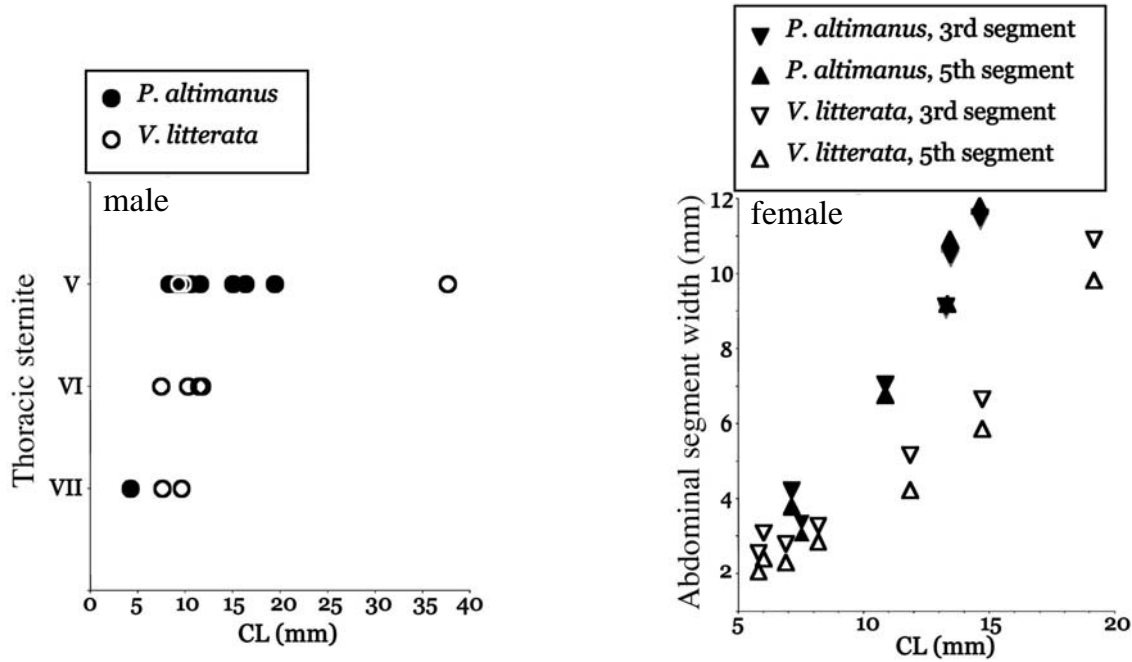 P. altimanus
V. litterata
male
Thoracic sternite
V
VI
VII
0 5 10 15 20 25 30 35 40
CL (mm)
P. altimanus, 3rd segment
P. altimanus, 5th segment
V. litterata, 3rd segment
V. litterata, 5th segment
female
Abdominal segment width (mm)
12
10
8
6
4
2
5 10 15 20
CL (mm)